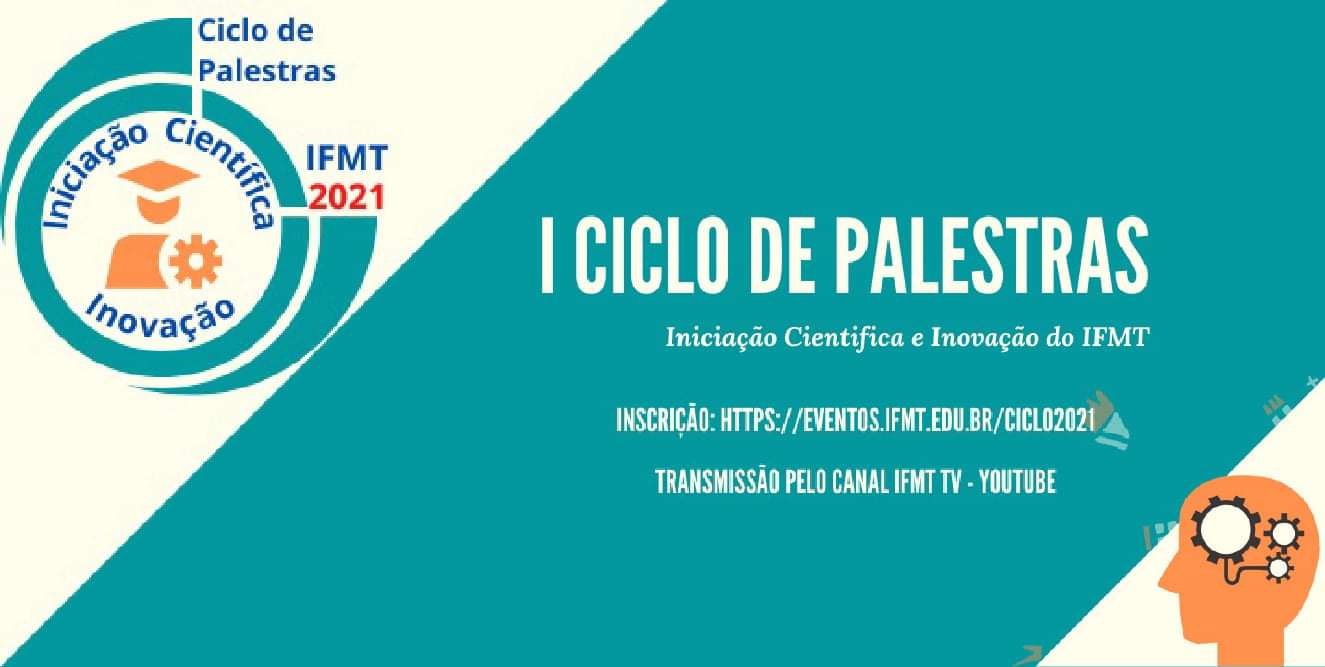 Ciclo de
Palestras
Iniciação Científica
IFMT
2021
Inovação
I CICLO DE PALESTRAS
Iniciação Cientifica e Inovação do IFMT
INSCRIÇÃO: HTTPS://EVENTOS.IFMT.EDU.BR/CICLO2021
TRANSMISSÃO PELO CANAL IFMT TV - YOUTUBE